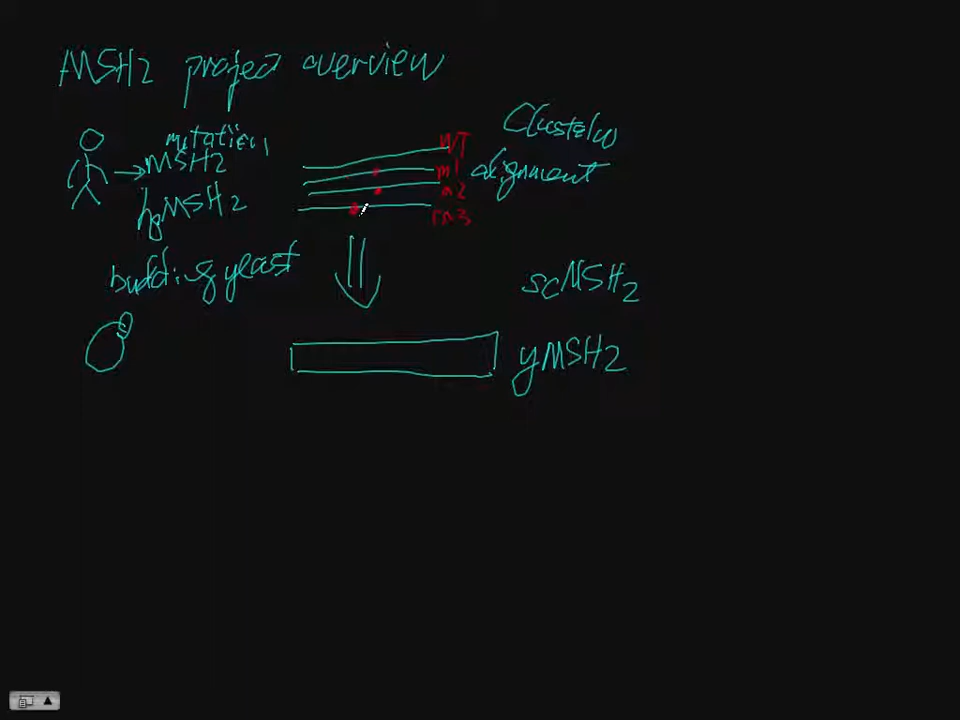 MSH2 project overview
mutation
MSH2
hMSH2
WT
m1
m2
m3
Clustalw
alignment
budding yeast
scMSH2
yMSH2